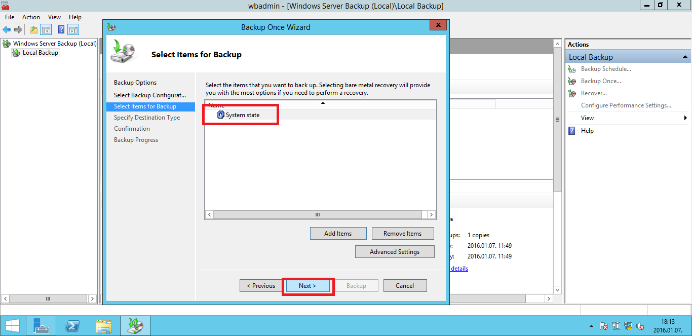 wbadmin - [Windows Server Backup (Local)\Local Backup]
File Action View Help
Windows Server Backup (Local)
Local Backup
Backup Once Wizard
Select Items for Backup
Backup Options
Select Backup Configurat...
Select Items for Backup
Specify Destination Type
Confirmation
Backup Progress
Select the items that you want to back up. Selecting bare metal recovery will provide
you with the most options if you need to perform a recovery.
Name
System state
Add Items
Remove Items
Advanced Settings
< Previous
Next >
Backup
Cancel
1 copies
2016.01.07. 11:49
2016.01.07. 11:49
details
Actions
Local Backup
Backup Schedule...
Backup Once...
Recover...
Configure Performance Settings...
View
Help
18:13
2016.01.07.